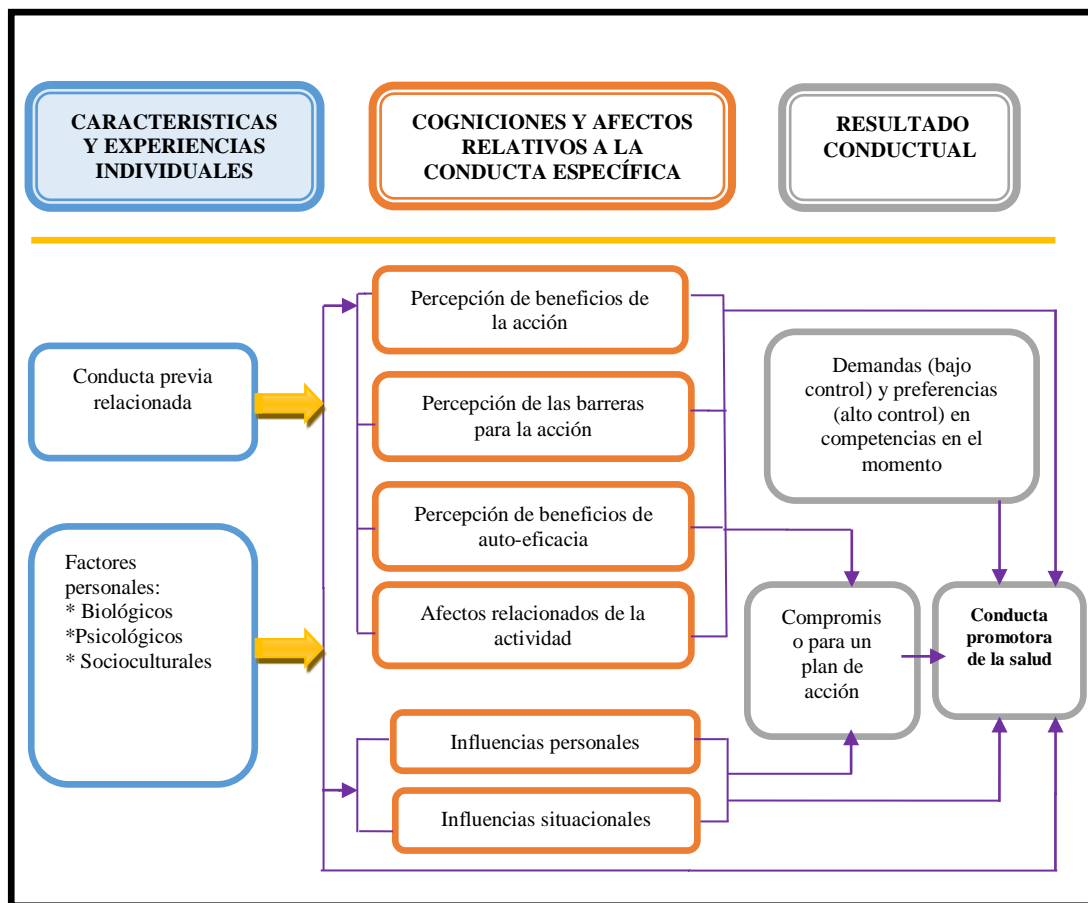 CARACTERISTICAS
Y EXPERIENCIAS
INDIVIDUALES
COGNICIONES Y AFECTOS
RELATIVOS A LA
CONDUCTA ESPECÍFICA
RESULTADO
CONDUCTUAL
Conducta previa
relacionada
Factores
personales:
* Biológicos
*Psicológicos
* Socioculturales
Percepción de beneficios de
la acción
Percepción de las barreras
para la acción
Percepción de beneficios de
auto-eficacia
Afectos relacionados de la
actividad
Influencias personales
Influencias situacionales
Demandas (bajo
control) y preferencias
(alto control) en
competencias en el
momento
Compromis
o para un
plan de
acción
Conducta
promotora
de la salud